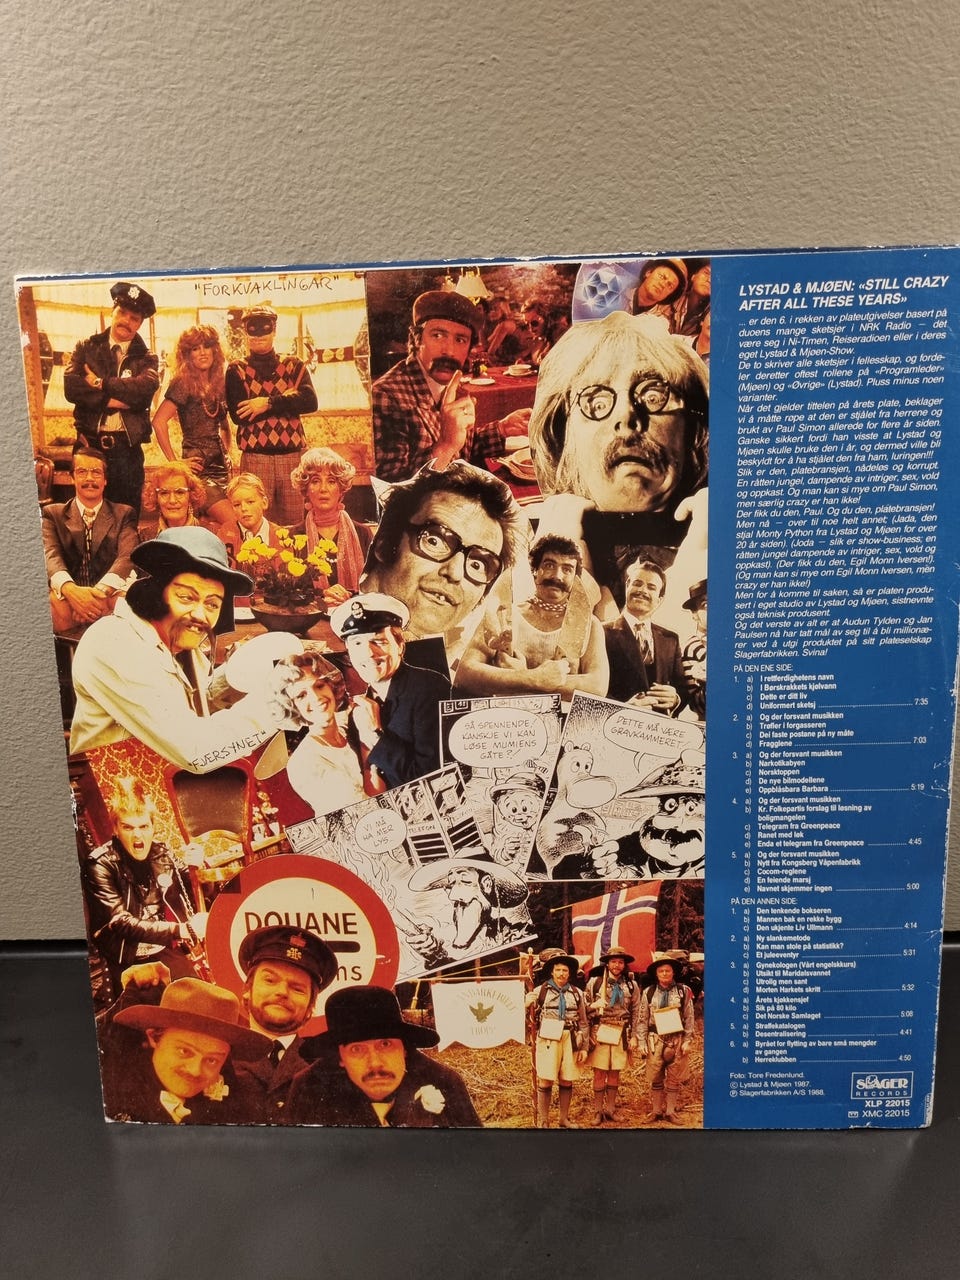 "FORKVAKLINGAR"
"FJERSYNET"
SÅ SPENNENDE!
KANSKJE VI KAN
LØSE MUMIENS
GÅTE?!
DETTE MÅ VÆRE
GRAVKAMMERET!
VI MÅ
HA MER
LYS
TELEFON
DOUANE
TROPP
LYSTAD & MJØEN: «STILL CRAZY
AFTER ALL THESE YEARS»
... er den 6. i rekken av plateutgivelser basert på
duoens mange sketsjer i NRK Radio – det
være seg i Ni-Timen, Reiseradioen eller i deres
eget Lystad & Mjøen-Show.
De to skriver alle sketsjer i fellesskap, og forde-
ler deretter oftest rollene på «Programleder»
(Mjøen) og «Øvrige» (Lystad). Pluss minus noen
varianter.
Når det gjelder tittelen på årets plate, beklager
vi å måtte røpe at den er stjålet fra herrene og
brukt av Paul Simon allerede for flere år siden.
Ganske sikkert fordi han visste at Lystad og
Mjøen skulle bruke den i år, og dermed ville bli
beskyldt for å ha stjålet den fra ham, luringen!!!
Slik er den, platebransjen, nådeløs og korrupt.
En råtten jungel, dampende av intriger, sex, vold
og oppkast. Og man kan si mye om Paul Simon,
men særlig crazy er han ikke!
Der fikk du den, Paul. Og du den, platebransjen!
Men nå – over til noe helt annet: (Jada, den
stjal Monty Python fra Lystad og Mjøen for over
20 år siden). (Joda – slik er show-business; en
råtten jungel dampende av intriger, sex, vold og
oppkast). (Der fikk du den, Egil Monn Iversen!).
(Og man kan si mye om Egil Monn Iversen, men
crazy er han ikke!)
Men for å komme til saken, så er platen produ-
sert i eget studio av Lystad og Mjøen, sistnevnte
også teknisk produsent.
Og det verste av alt er at Audun Tylden og Jan
Paulsen nå har tatt mål av seg til å bli millionæ-
rer ved å utgi produktet på sitt plateselskap
Slagerfabrikken. Svina!
PÅ DEN ENE SIDE:
1. a) I rettferdighetens navn
b) I Børskrakkets kjølvann
c) Dette er ditt liv
d) Uniformert sketsj 7:35
2. a) Og der forsvant musikken
b) Trøfler i forgasseren
c) Dei faste postane på ny måte
d) Fragglene 7:03
3. a) Og der forsvant musikken
b) Narkotikabyen
c) Norsktoppen
d) De nye bilmodellene
e) Oppblåsbara Barbara 5:19
4. a) Og der forsvant musikken
b) Kr. Folkepartis forslag til løsning av
boligmangelen
c) Telegram fra Greenpeace
d) Ranet med lek
e) Enda et telegram fra Greenpeace 4:45
5. a) Og der forsvant musikken
b) Nytt fra Kongsberg Våpenfabrikk
c) Cocom-reglene
d) En feiende marsj
e) Navnet skjemmer ingen 5:00
PÅ DEN ANNEN SIDE:
1. a) Den tenkende bokseren
b) Mannen bak en rekke bygg
c) Den ukjente Liv Ullmann 4:14
2. a) Ny slankemetode
b) Kan man stole på statistikk?
c) Et juleeventyr 5:31
3. a) Gynekologen (Vårt engelskkurs)
b) Utsikt til Maridalsvannet
c) Utrolig men sant
d) Morten Harkets skritt 5:32
4. a) Årets kjøkkensjef
b) Sik på 80 kilo
c) Det Norske Samlaget 5:08
5. a) Straffekatalogen
b) Desentralisering 4:41
6. a) Byrået for flytting av bare små mengder
av gangen
b) Herreklubben 4:50
Foto: Tore Fredenlund.
© Lystad & Mjøen 1987.
℗ Slagerfabrikken A/S 1988.
SLAGER
RECORDS
XLP 22015
XMC 22015